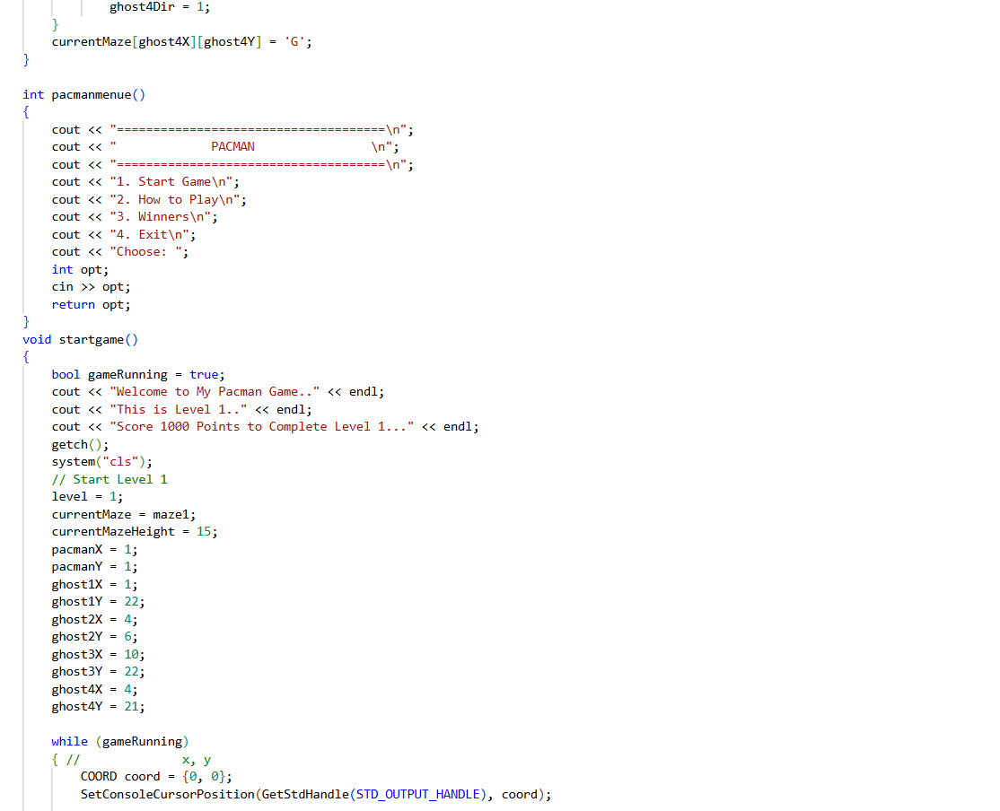 ghost4Dir = 1;
    }
    currentMaze[ghost4X][ghost4Y] = 'G';
}

int pacmanmenue()
{
    cout << "=====================================\n";
    cout << "             PACMAN                \n";
    cout << "=====================================\n";
    cout << "1. Start Game\n";
    cout << "2. How to Play\n";
    cout << "3. Winners\n";
    cout << "4. Exit\n";
    cout << "Choose: ";
    int opt;
    cin >> opt;
    return opt;
}
void startgame()
{
    bool gameRunning = true;
    cout << "Welcome to My Pacman Game.." << endl;
    cout << "This is Level 1.." << endl;
    cout << "Score 1000 Points to Complete Level 1..." << endl;
    getch();
    system("cls");
    // Start Level 1
    level = 1;
    currentMaze = maze1;
    currentMazeHeight = 15;
    pacmanX = 1;
    pacmanY = 1;
    ghost1X = 1;
    ghost1Y = 22;
    ghost2X = 4;
    ghost2Y = 6;
    ghost3X = 10;
    ghost3Y = 22;
    ghost4X = 4;
    ghost4Y = 21;

    while (gameRunning)
    { //              x, y
        COORD coord = {0, 0};
        SetConsoleCursorPosition(GetStdHandle(STD_OUTPUT_HANDLE), coord);